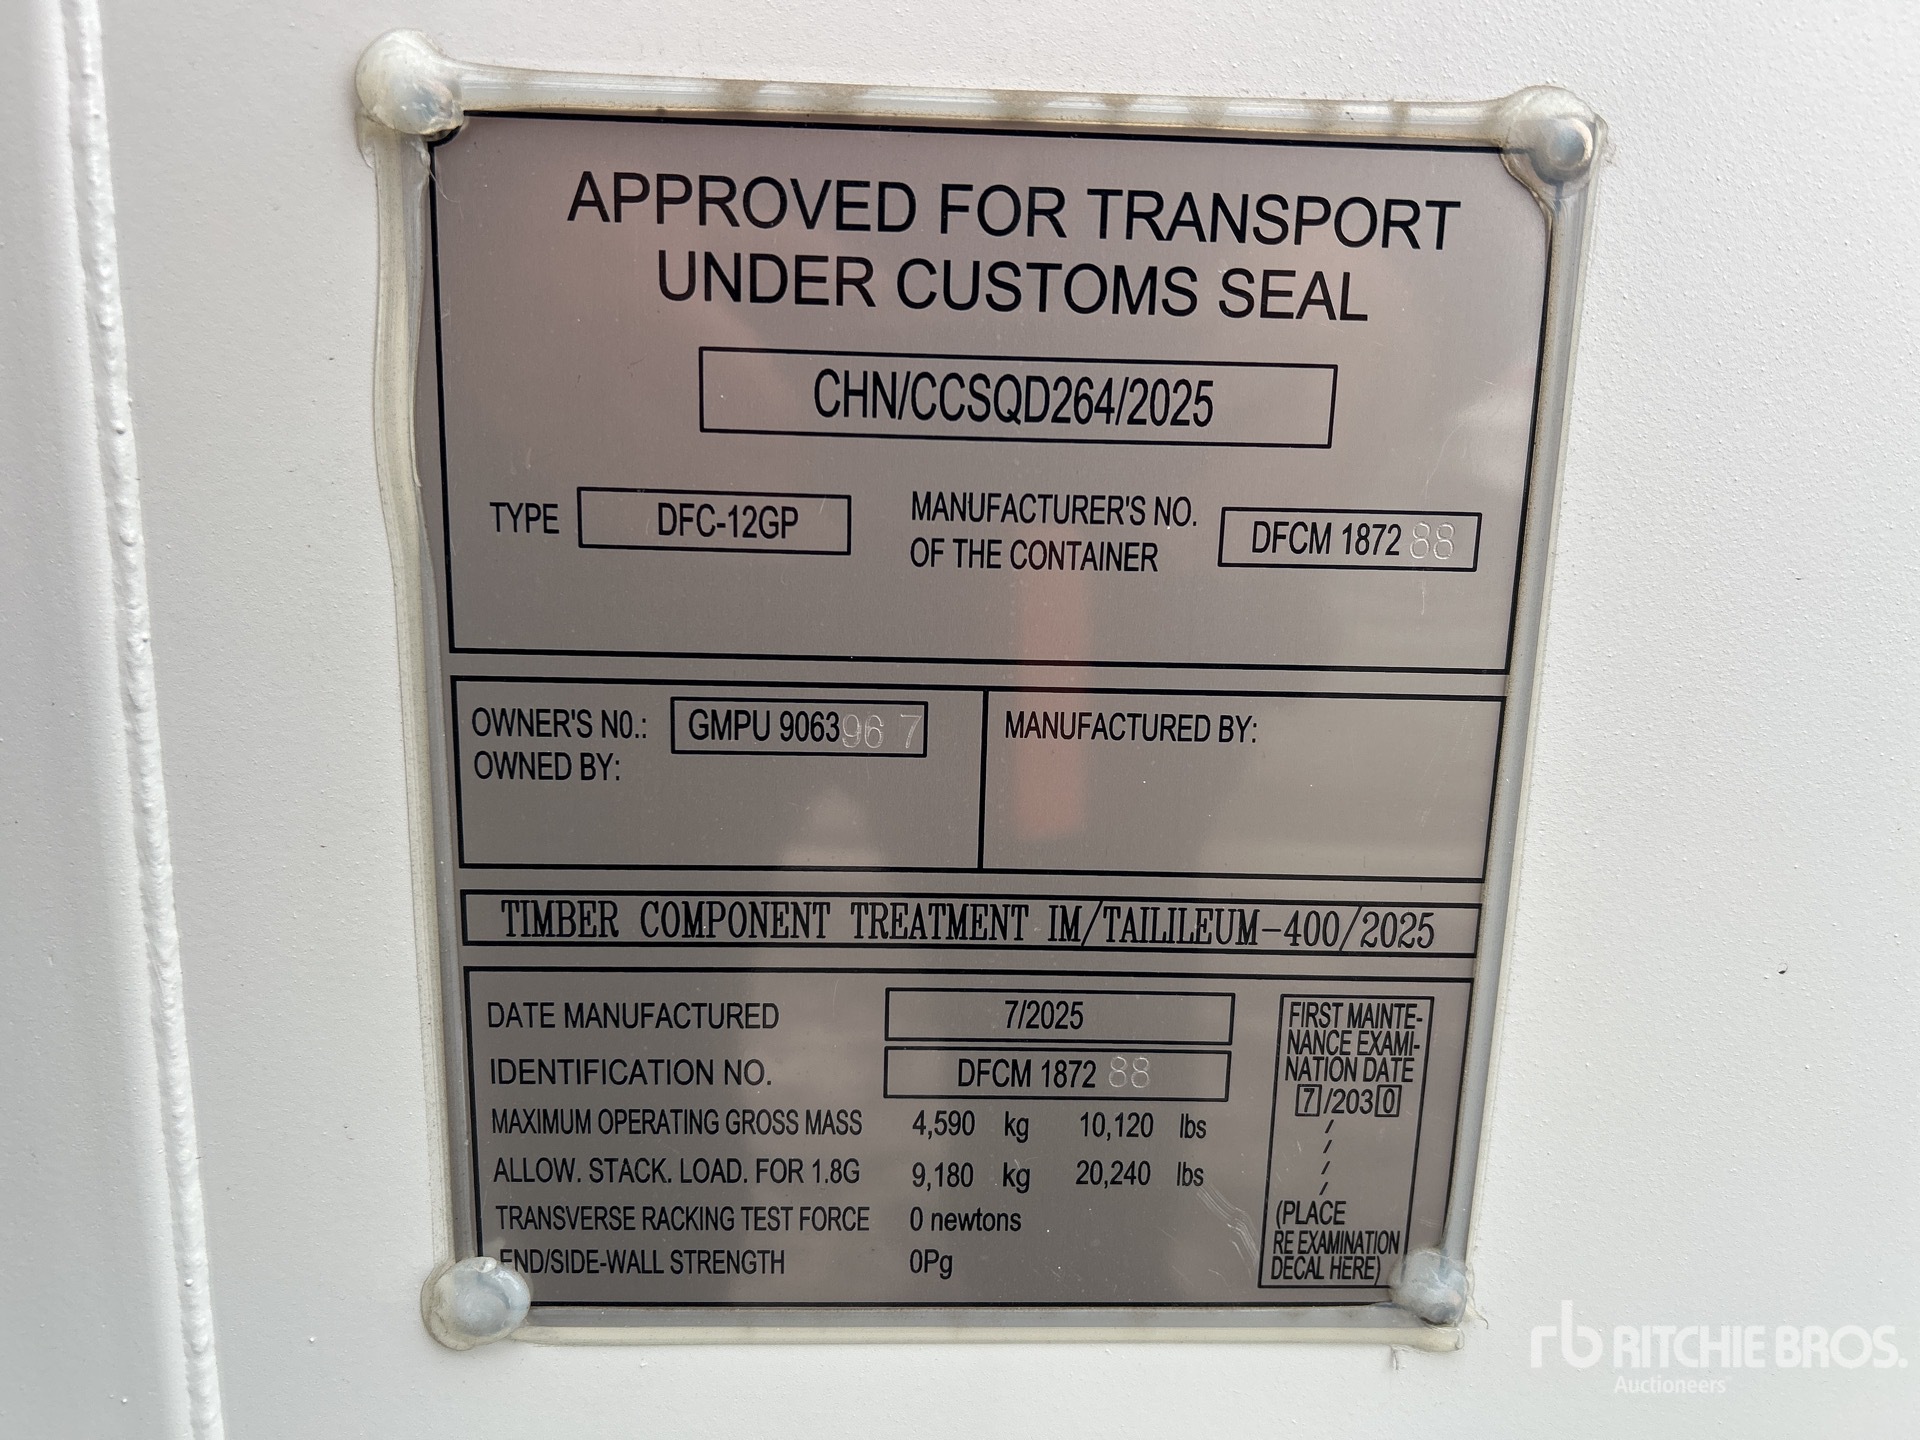 APPROVED FOR TRANSPORT
UNDER CUSTOMS SEAL
CHN/CCSQD264/2025
TYPE DFC-12GP
MANUFACTURER'S NO.
OF THE CONTAINER
DFCM 1872 88
OWNER'S NO.: GMPU 9063 96 7
OWNED BY:
MANUFACTURED BY:
TIMBER COMPONENT TREATMENT IM/TAILILEUM-400/2025
DATE MANUFACTURED 7/2025
IDENTIFICATION NO. DFCM 1872 88
MAXIMUM OPERATING GROSS MASS 4,590 kg 10,120 lbs
ALLOW. STACK. LOAD. FOR 1.8G 9,180 kg 20,240 lbs
TRANSVERSE RACKING TEST FORCE 0 newtons
END/SIDE-WALL STRENGTH 0Pg
FIRST MAINTE-
NANCE EXAMI-
NATION DATE
7/2030
(PLACE
RE EXAMINATION
DECAL HERE)
rb RITCHIE BROS.
Auctioneers